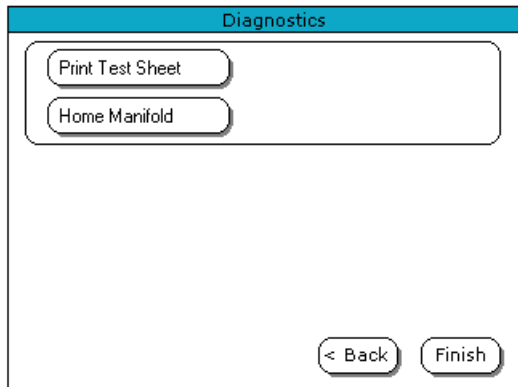 Diagnostics
Print Test Sheet
Home Manifold
< Back
Finish